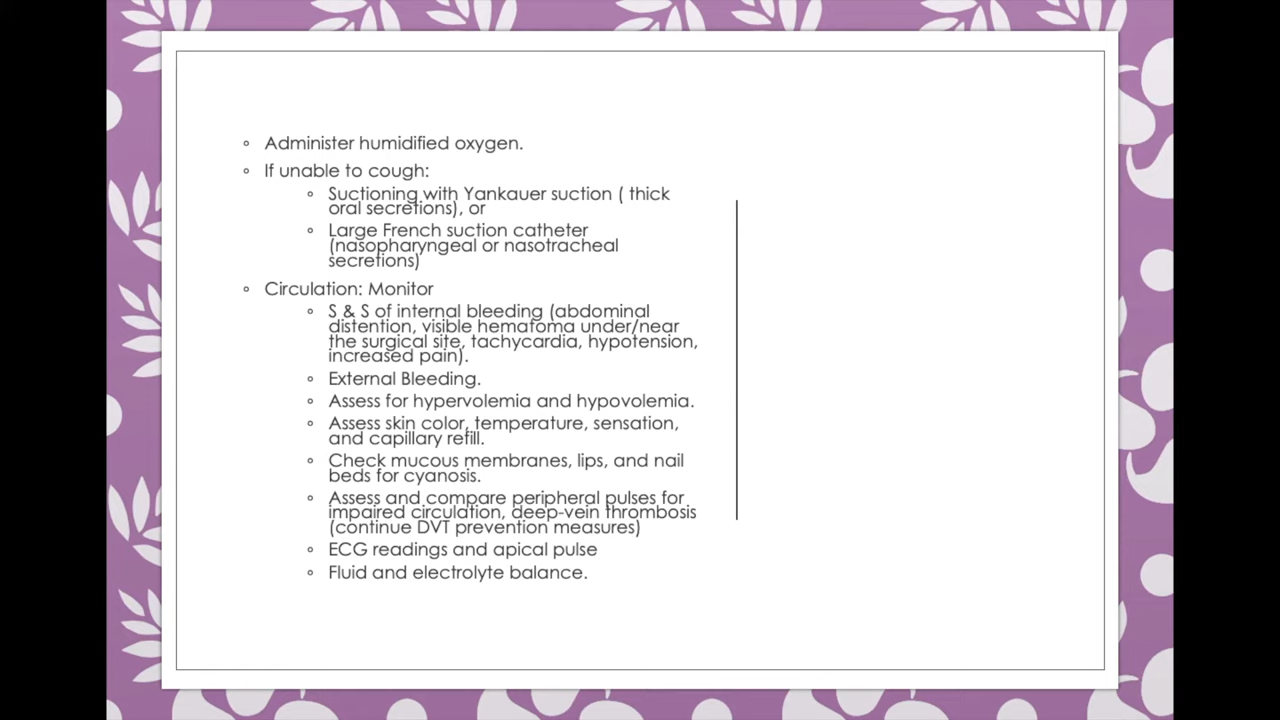 Administer humidified oxygen.
If unable to cough:
Suctioning with Yankauer suction ( thick
oral secretions), or
Large French suction catheter
(nasopharyngeal or nasotracheal
secretions)
Circulation: Monitor
S & S of internal bleeding (abdominal
distention, visible hematoma under/near
the surgical site, tachycardia, hypotension,
increased pain).
External Bleeding.
Assess for hypervolemia and hypovolemia.
Assess skin color, temperature, sensation,
and capillary refill.
Check mucous membranes, lips, and nail
beds for cyanosis.
Assess and compare peripheral pulses for
impaired circulation, deep-vein thrombosis
(continue DVT prevention measures)
ECG readings and apical pulse
Fluid and electrolyte balance.